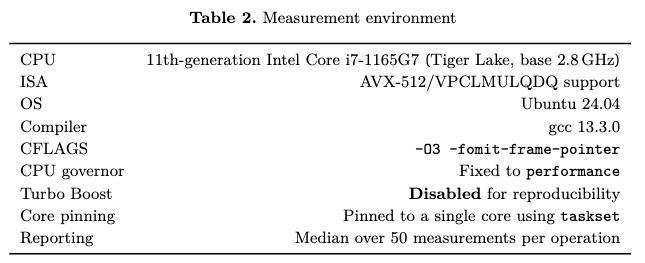 Table 2. Measurement environment
CPU 11th-generation Intel Core i7-1165G7 (Tiger Lake, base 2.8 GHz)
ISA AVX-512/VPCLMULQDQ support
OS Ubuntu 24.04
Compiler gcc 13.3.0
CFLAGS -O3 -fomit-frame-pointer
CPU governor Fixed to performance
Turbo Boost Disabled for reproducibility
Core pinning Pinned to a single core using taskset
Reporting Median over 50 measurements per operation